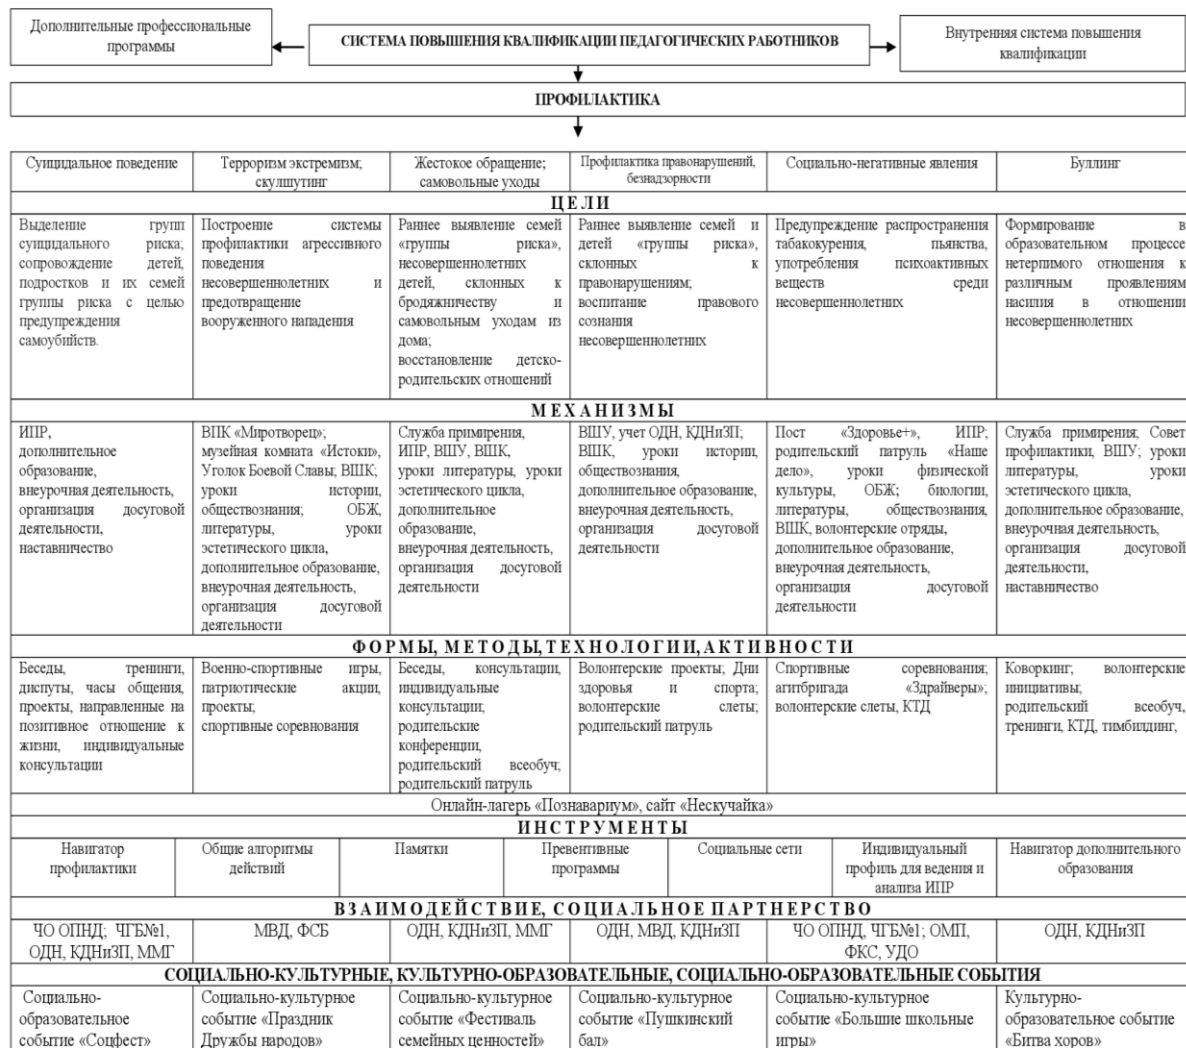 Дополнительные профессиональные
программы
СИСТЕМА ПОВЫШЕНИЯ КВАЛИФИКАЦИИ ПЕДАГОГИЧЕСКИХ РАБОТНИКОВ
Внутренняя система повышения
квалификации
ПРОФИЛАКТИКА
Суицидальное поведение
Терроризм экстремизм;
скулшутинг
Жестокое обращение;
самовольные уходы
Профилактика правонарушений,
безнадзорности
Социально-негативные явления
Буллинг
ЦЕЛИ
Выделение групп
суицидального риска;
сопровождение детей,
подростков и их семей
группы риска с целью
предупреждения
самоубийств.
Построение системы
профилактики агрессивного
поведения
несовершеннолетних и
предотвращение
вооруженного нападения
Раннее выявление семей
«группы риска»,
несовершеннолетних
детей, склонных к
бродяжничеству и
самовольным уходам из
дома;
восстановление детско-
родительских отношений
Раннее выявление семей и
детей «группы риска»,
склонных к
правонарушениям;
воспитание правового
сознания
несовершеннолетних
Предупреждение распространения
табакокурения, пьянства,
употребления психоактивных
веществ среди
несовершеннолетних
Формирование в
образовательном процессе
нетерпимого отношения к
различным проявлениям
насилия в отношении
несовершеннолетних
МЕХАНИЗМЫ
ИПР,
дополнительное
образование,
внеурочная деятельность,
организация досуговой
деятельности,
наставничество
ВПК «Миротворец»;
музейная комната «Истоки»,
Уголок Боевой Славы; ВШК;
уроки истории,
обществознания; ОБЖ,
литературы, уроки
эстетического цикла,
дополнительное образование,
внеурочная деятельность,
организация досуговой
деятельности
Служба примирения,
ИПР, ВШУ, ВШК,
уроки литературы, уроки
эстетического цикла,
дополнительное
образование,
внеурочная деятельность,
организация досуговой
деятельности
ВШУ, учет ОДН, КДНиЗП;
ВШК, уроки истории,
обществознания,
дополнительное образование,
внеурочная деятельность,
организация досуговой
деятельности
Пост «Здоровье+», ИПР;
родительский патруль «Наше
дело», уроки физической
культуры, ОБЖ; биологии,
литературы, обществознания,
ВШК, волонтерские отряды,
дополнительное образование,
внеурочная деятельность,
организация досуговой
деятельности
Служба примирения; Совет
профилактики, ВШУ; уроки
литературы, уроки
эстетического цикла,
дополнительное образование,
внеурочная деятельность,
организация досуговой
деятельности,
наставничество
ФОРМЫ, МЕТОДЫ, ТЕХНОЛОГИИ, АКТИВНОСТИ
Беседы, тренинги,
диспуты, часы общения,
проекты, направленные на
позитивное отношение к
жизни, индивидуальные
консультации
Военно-спортивные игры,
патриотические акции,
проекты;
спортивные соревнования
Беседы, консультации,
индивидуальные
консультации;
родительские
конференции,
родительский всеобуч;
родительский патруль
Волонтерские проекты; Дни
здоровья и спорта;
волонтерские слеты;
родительский патруль
Спортивные соревнования;
агитбригада «Здрайверы»;
волонтерские слеты, КТД
Коворкинг; волонтерские
инициативы;
родительский всеобуч,
тренинги, КТД, тимбилдинг,
Онлайн-лагерь «Познавариум», сайт «Нескучайка»
ИНСТРУМЕНТЫ
Навигатор
профилактики
Общие алгоритмы
действий
Памятки
Превентивные
программы
Социальные сети
Индивидуальный
профиль для ведения и
анализа ИПР
Навигатор дополнительного
образования
ВЗАИМОДЕЙСТВИЕ, СОЦИАЛЬНОЕ ПАРТНЕРСТВО
ЧО ОПНД; ЧГБ№1,
ОДН, КДНиЗП, ММГ
МВД, ФСБ
ОДН, КДНиЗП, ММГ
ОДН, МВД, КДНиЗП
ЧО ОПНД, ЧГБ№1; ОМП,
ФКС, УДО
ОДН, КДНиЗП
СОЦИАЛЬНО-КУЛЬТУРНЫЕ, КУЛЬТУРНО-ОБРАЗОВАТЕЛЬНЫЕ, СОЦИАЛЬНО-ОБРАЗОВАТЕЛЬНЫЕ СОБЫТИЯ
Социально-
образовательное
событие «Соцфест»
Социально-культурное
событие «Праздник
Дружбы народов»
Социально-культурное
событие «Фестиваль
семейных ценностей»
Социально-культурное
событие «Пушкинский
бал»
Социально-культурное
событие «Большие школьные
игры»
Культурно-
образовательное событие
«Битва хоров»